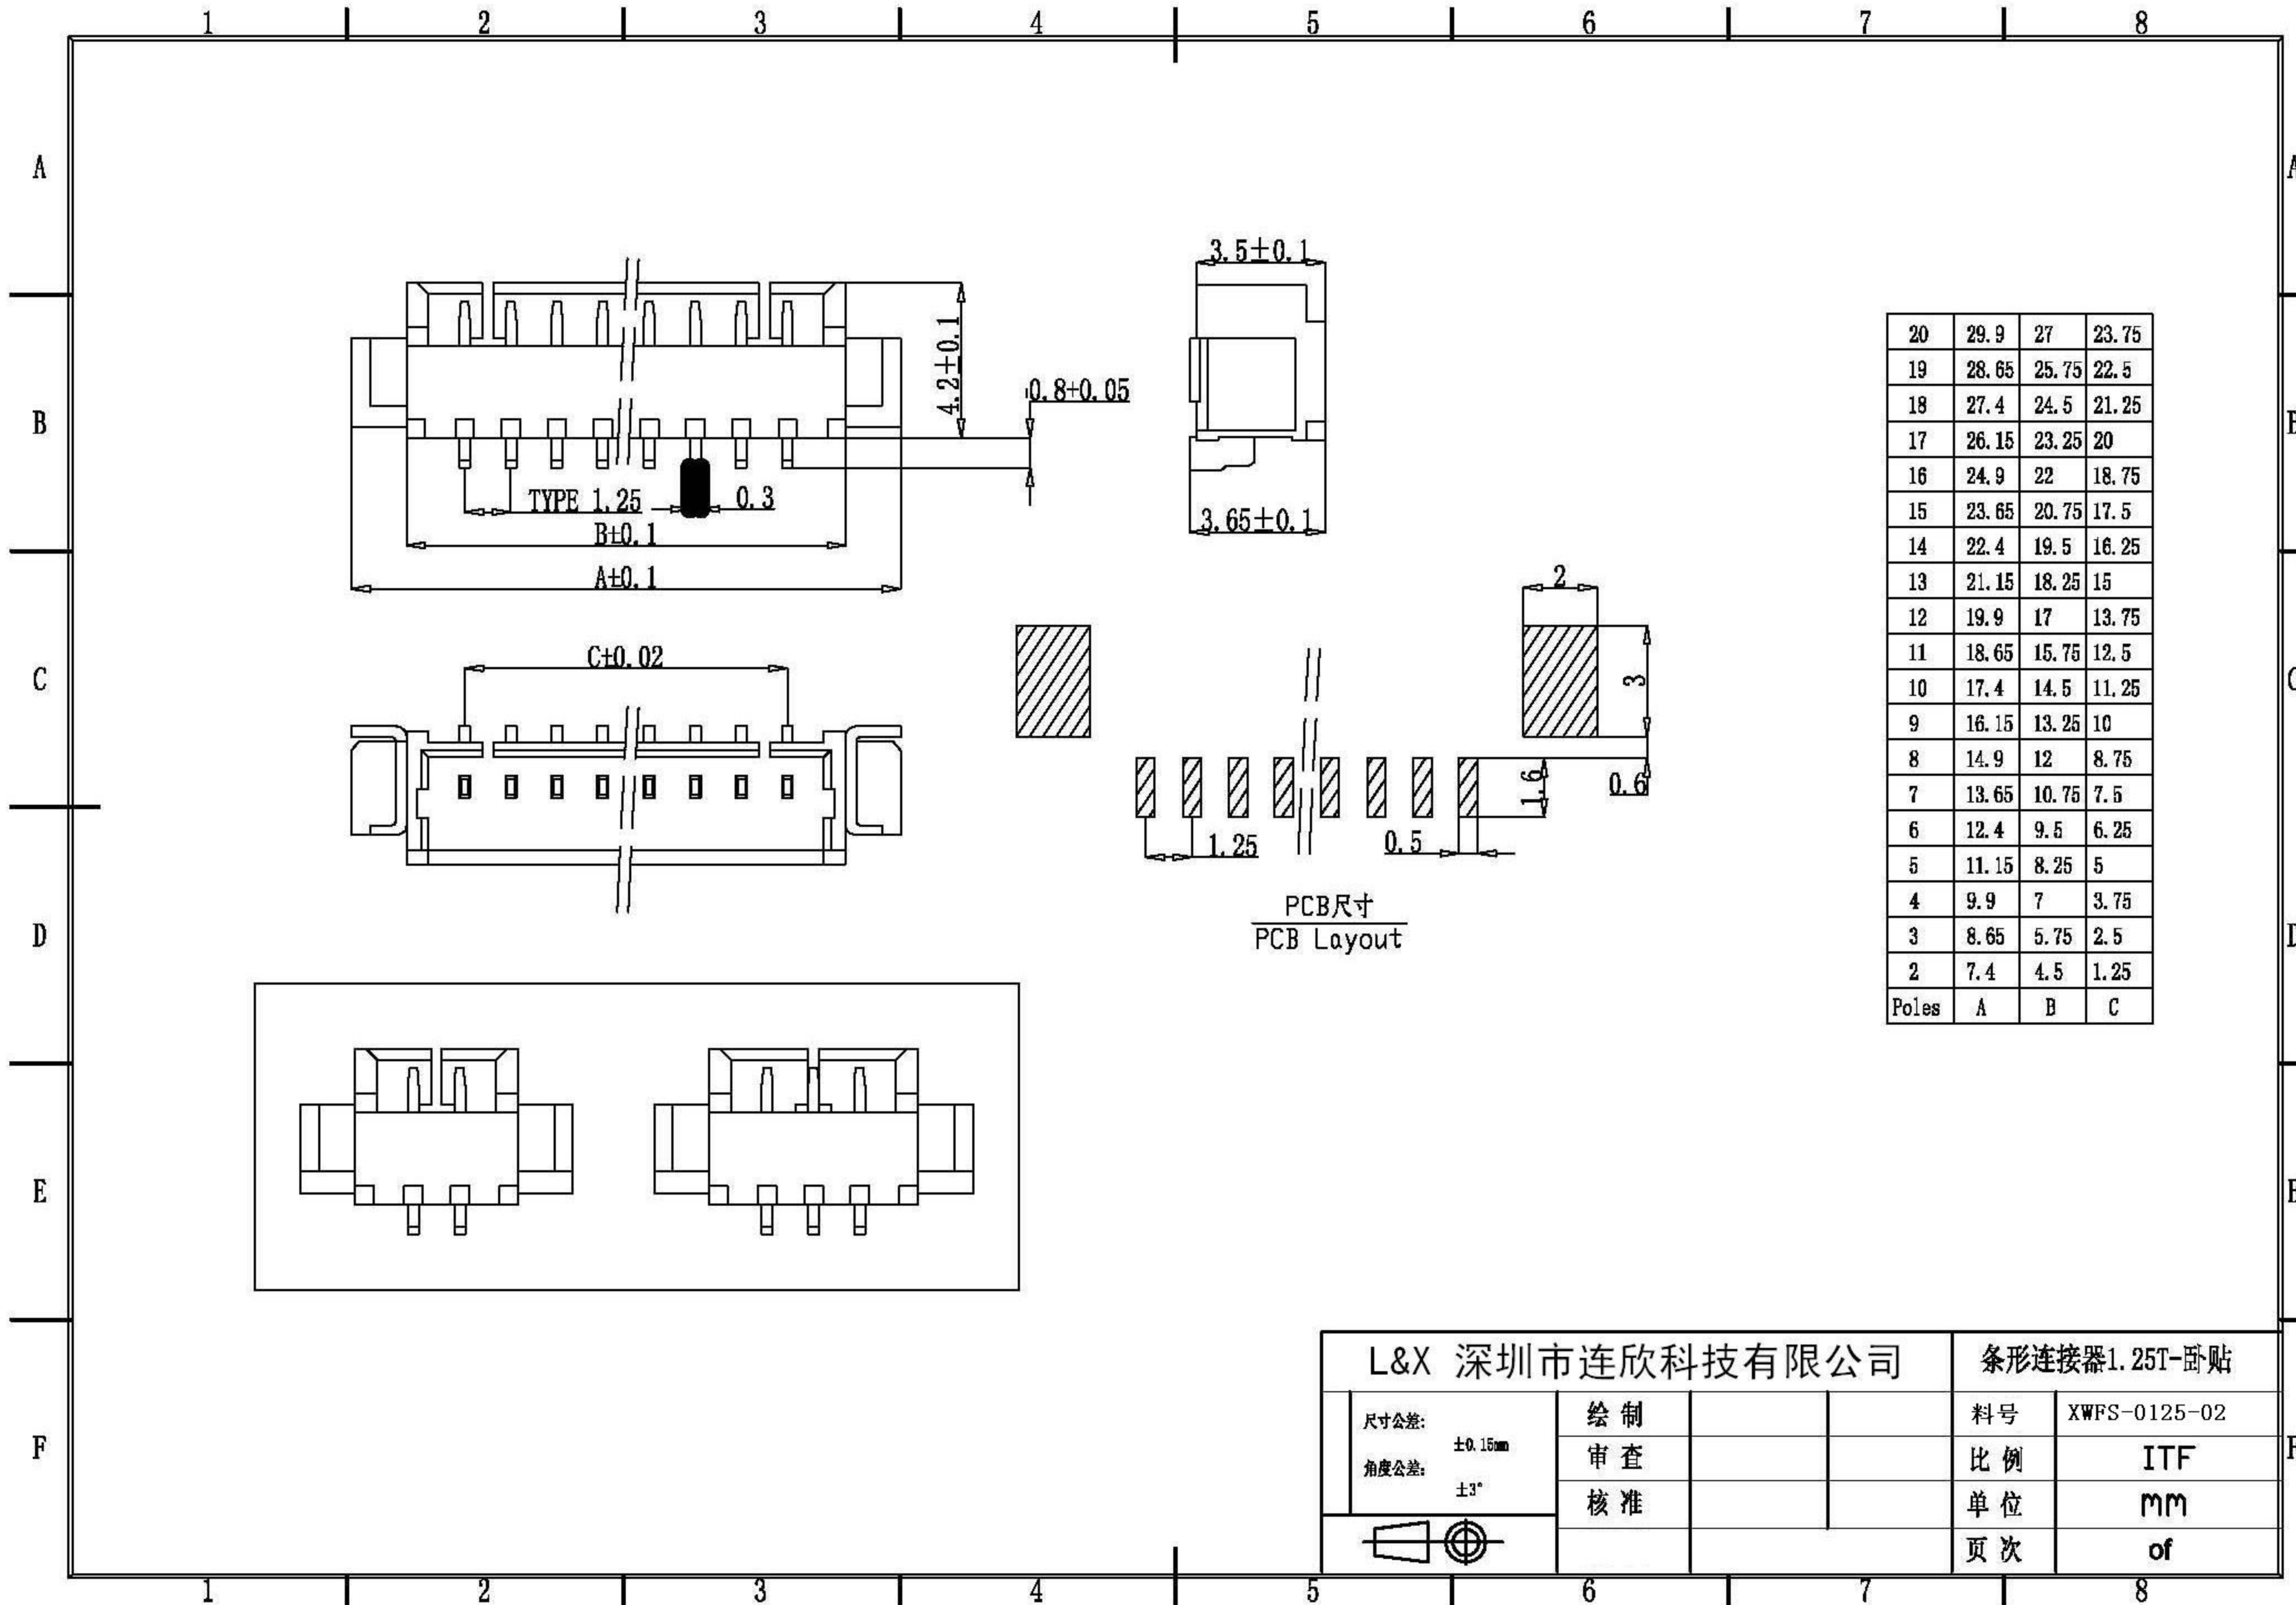 1 2 3 4 5 6 7 8
A
B
C
D
E
F
3.5±0.1
4.2±0.1
0.8+0.05
TYPE 1.25
0.3
B±0.1
A±0.1
3.65±0.1
C±0.02
2
3
1.6
0.6
1.25
0.5
PCB尺寸
PCB Layout
20 29.9 27 23.75
19 28.65 25.75 22.5
18 27.4 24.5 21.25
17 26.15 23.25 20
16 24.9 22 18.75
15 23.65 20.75 17.5
14 22.4 19.5 16.25
13 21.15 18.25 15
12 19.9 17 13.75
11 18.65 15.75 12.5
10 17.4 14.5 11.25
9 16.15 13.25 10
8 14.9 12 8.75
7 13.65 10.75 7.5
6 12.4 9.5 6.25
5 11.15 8.25 5
4 9.9 7 3.75
3 8.65 5.75 2.5
2 7.4 4.5 1.25
Poles A B C
L&X 深圳市连欣科技有限公司
条形连接器1.25T-卧贴
尺寸公差:
±0.15mm
角度公差:
±3°
绘制
审查
核准
料号 XWFS-0125-02
比例 ITF
单位 mm
页次 of
1 2 3 4 5 6 7 8